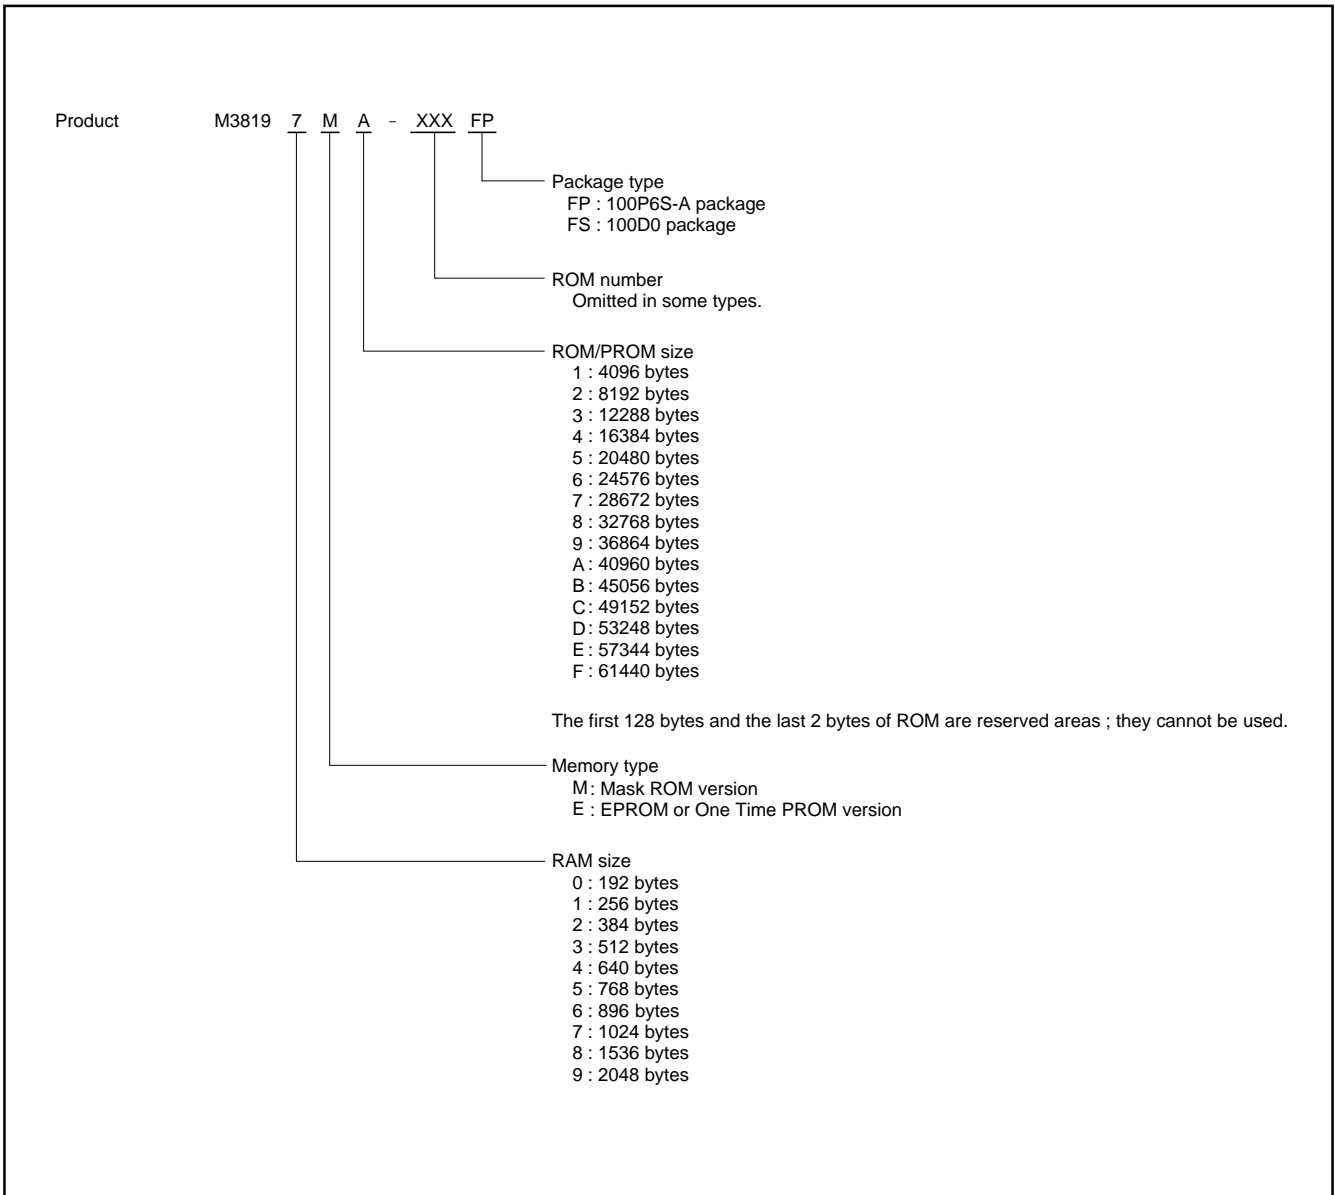 Product M3819 7 M A - XXX FP
Package type
FP : 100P6S-A package
FS : 100D0 package
ROM number
Omitted in some types.
ROM/PROM size
1 : 4096 bytes
2 : 8192 bytes
3 : 12288 bytes
4 : 16384 bytes
5 : 20480 bytes
6 : 24576 bytes
7 : 28672 bytes
8 : 32768 bytes
9 : 36864 bytes
A : 40960 bytes
B : 45056 bytes
C : 49152 bytes
D : 53248 bytes
E : 57344 bytes
F : 61440 bytes
The first 128 bytes and the last 2 bytes of ROM are reserved areas ; they cannot be used.
Memory type
M : Mask ROM version
E : EPROM or One Time PROM version
RAM size
0 : 192 bytes
1 : 256 bytes
2 : 384 bytes
3 : 512 bytes
4 : 640 bytes
5 : 768 bytes
6 : 896 bytes
7 : 1024 bytes
8 : 1536 bytes
9 : 2048 bytes